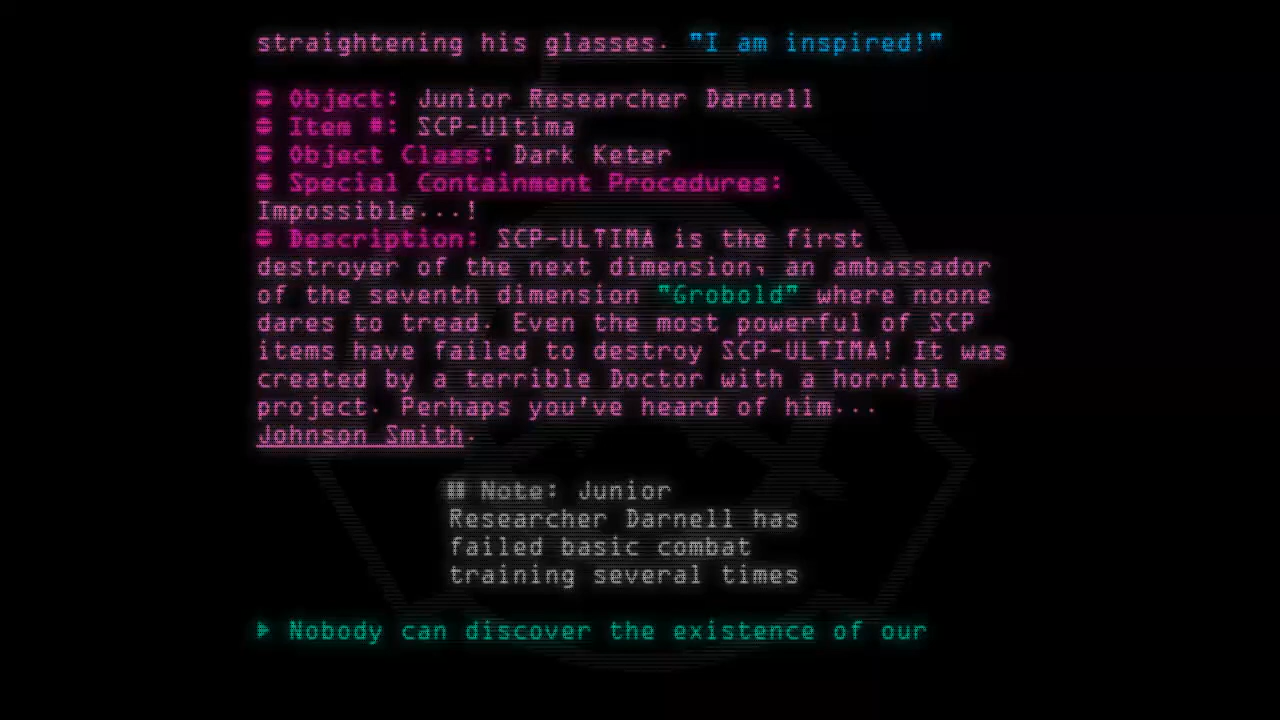 straightening his glasses. "I am inspired!"
Object: Junior Researcher Darnell
Item #: SCP-Ultima
Object Class: Dark Keter
Special Containment Procedures:
Impossible...!
Description: SCP-ULTIMA is the first
destroyer of the next dimension, an ambassador
of the seventh dimension "Grobold" where noone
dares to tread. Even the most powerful of SCP
items have failed to destroy SCP-ULTIMA! It was
created by a terrible Doctor with a horrible
project. Perhaps you've heard of him...
Johnson Smith.
# Note: Junior
Researcher Darnell has
failed basic combat
training several times
Nobody can discover the existence of our